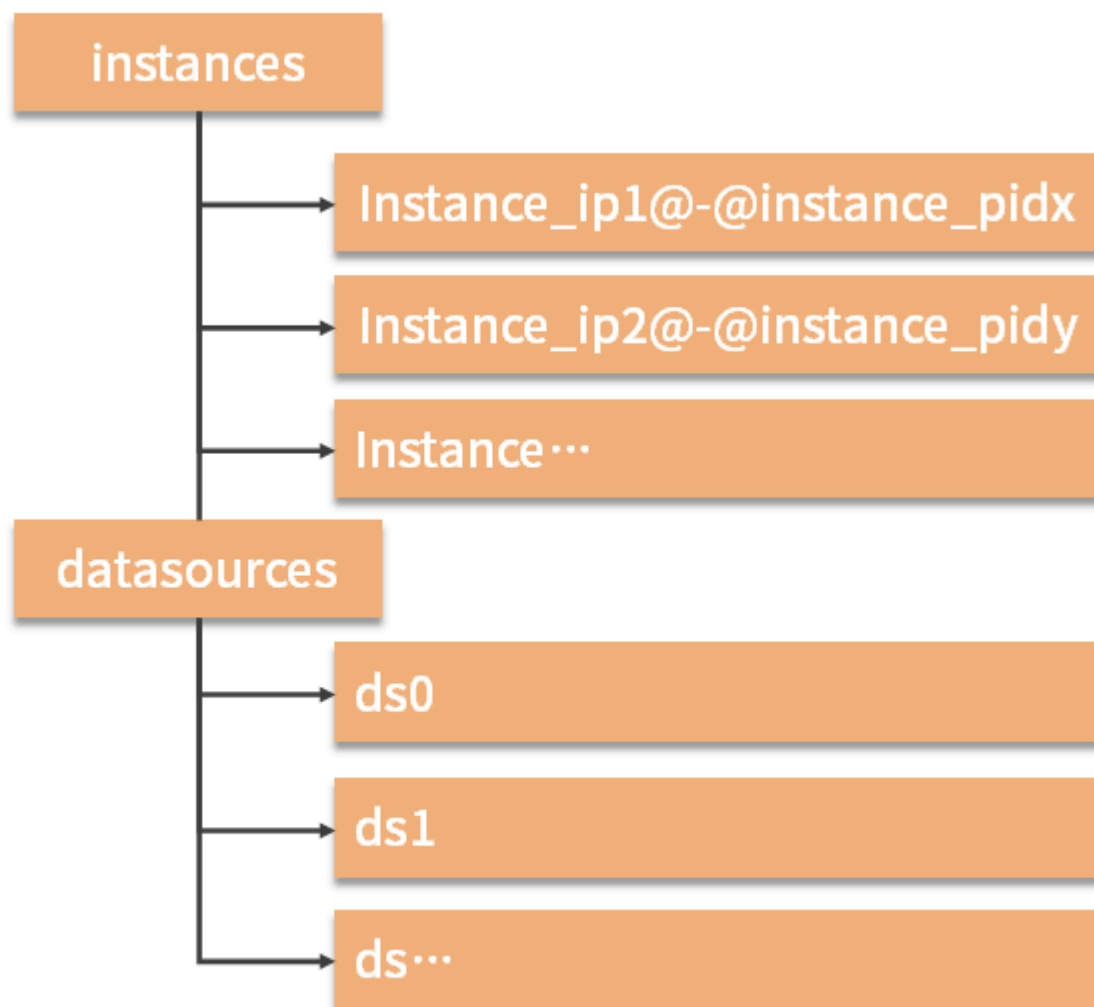 instances
Instance_ip1@-@instance_pidx
Instance_ip2@-@instance_pidy
Instance···
datasources
ds0
ds1
ds···